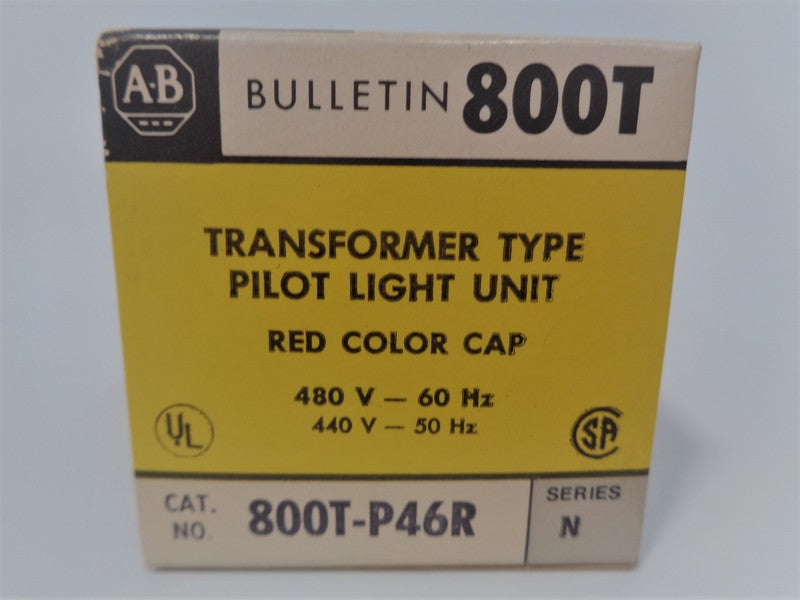 A-B
BULLETIN 800T
TRANSFORMER TYPE
PILOT LIGHT UNIT
RED COLOR CAP
480 V — 60 Hz
440 V — 50 Hz
UL
SA
CAT. NO. 800T-P46R
SERIES N